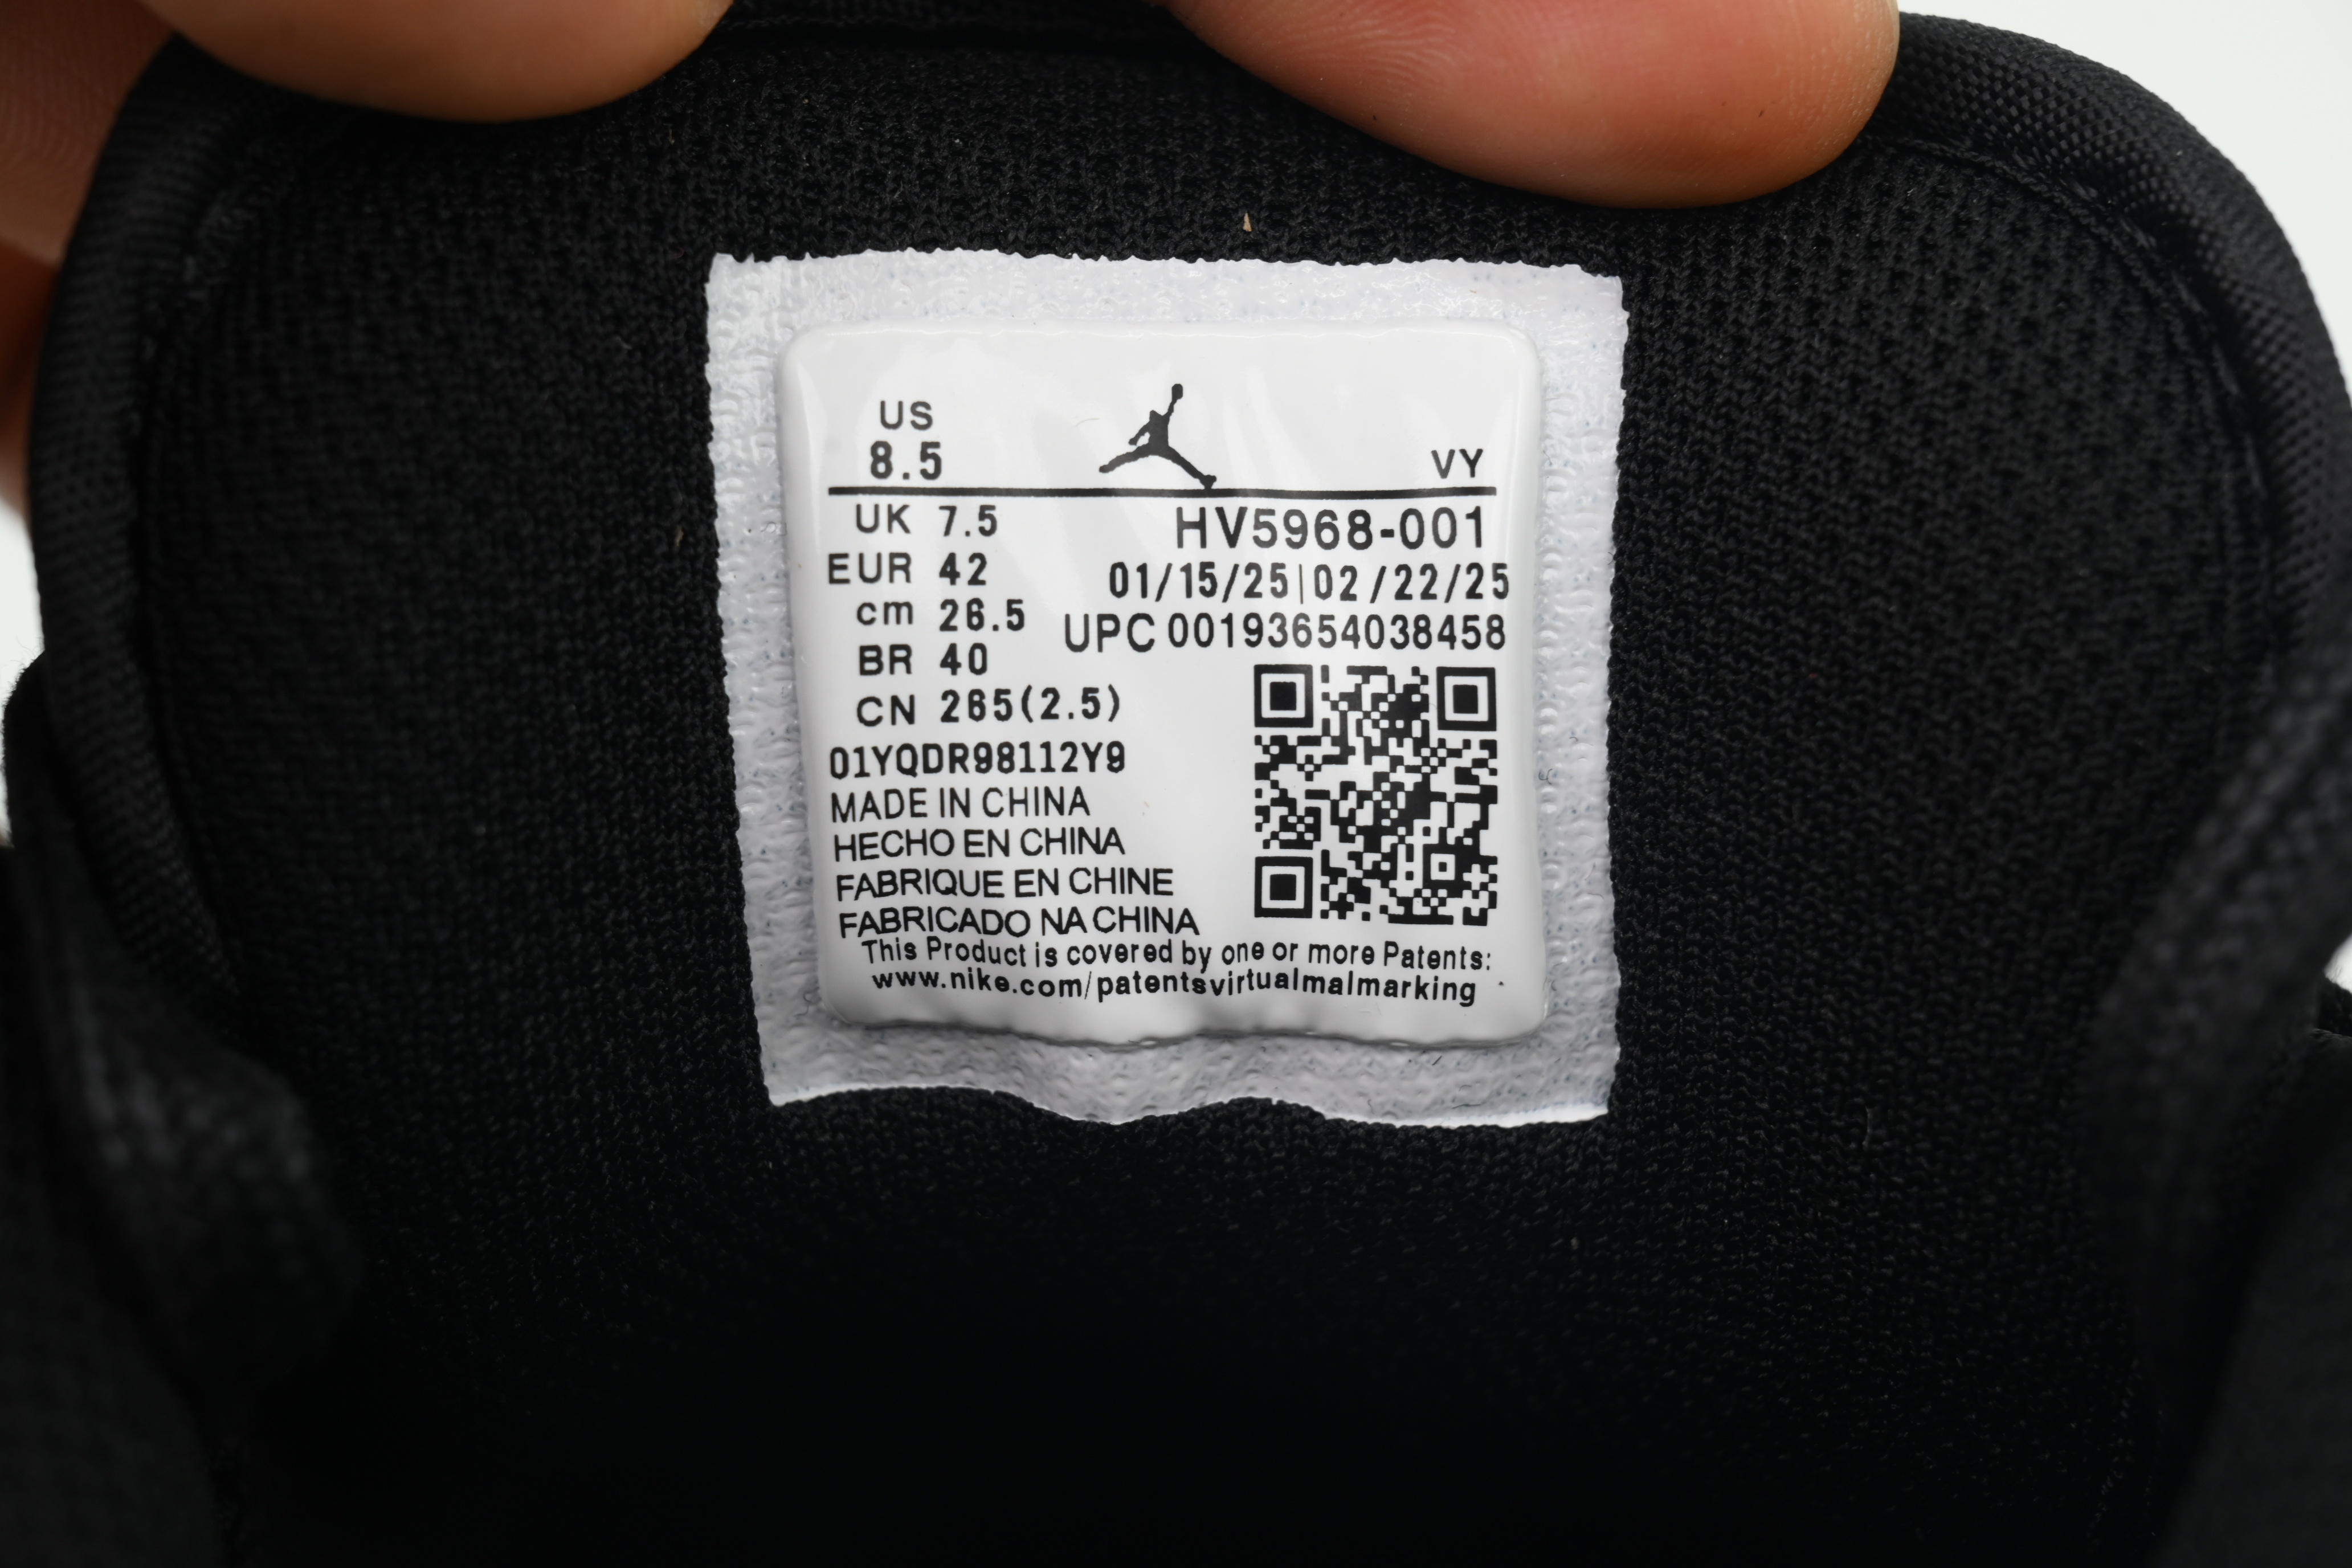 US
8.5
VY
UK 7.5
HV5968-001
EUR 42
01/15/25|02/22/25
cm 26.5
UPC 00193654038458
BR 40
CN 265(2.5)
01YQDR98112Y9
MADE IN CHINA
HECHO EN CHINA
FABRIQUE EN CHINE
FABRICADO NA CHINA
This Product is covered by one or more Patents:
www.nike.com/patentsvirtualmalmarking